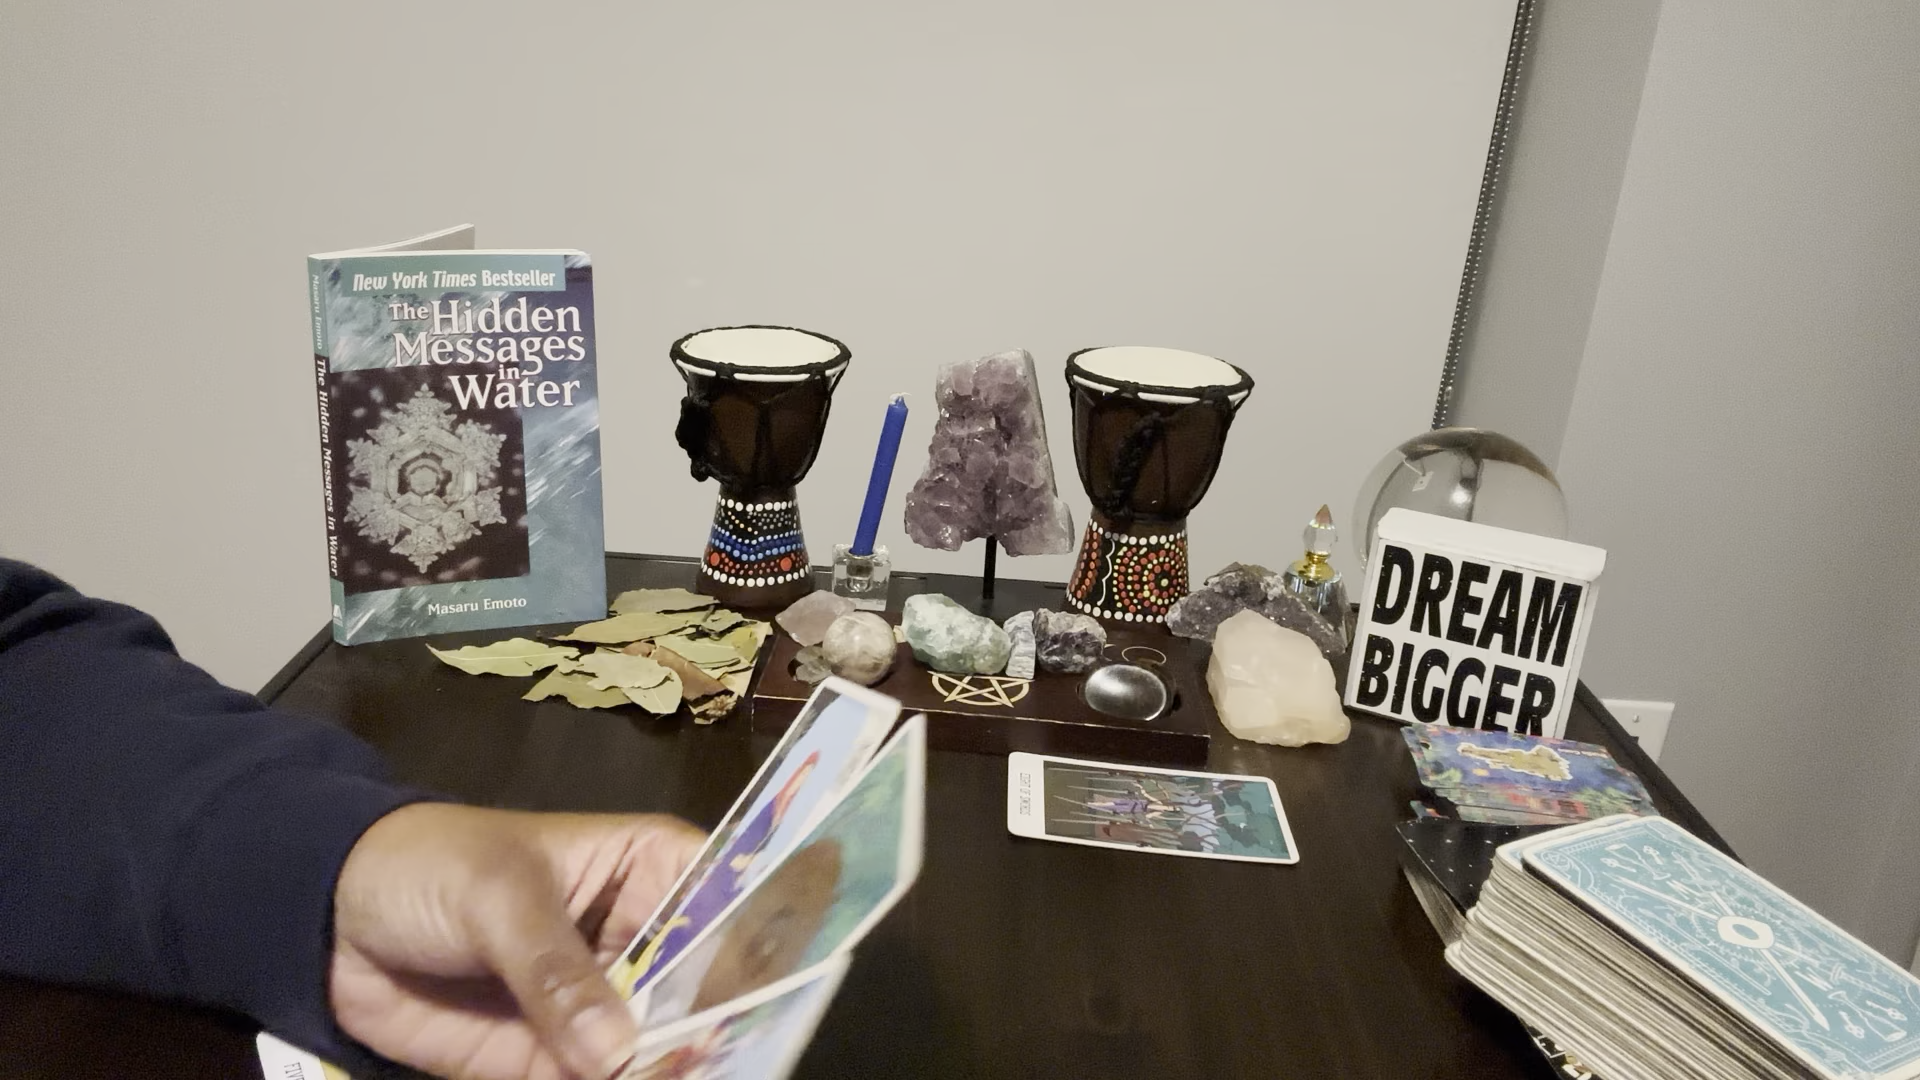 New York Times Bestseller
The Hidden
Messages
in
Water
Masaru Emoto
Masaru Emoto
The Hidden Messages in Water
DREAM
BIGGER